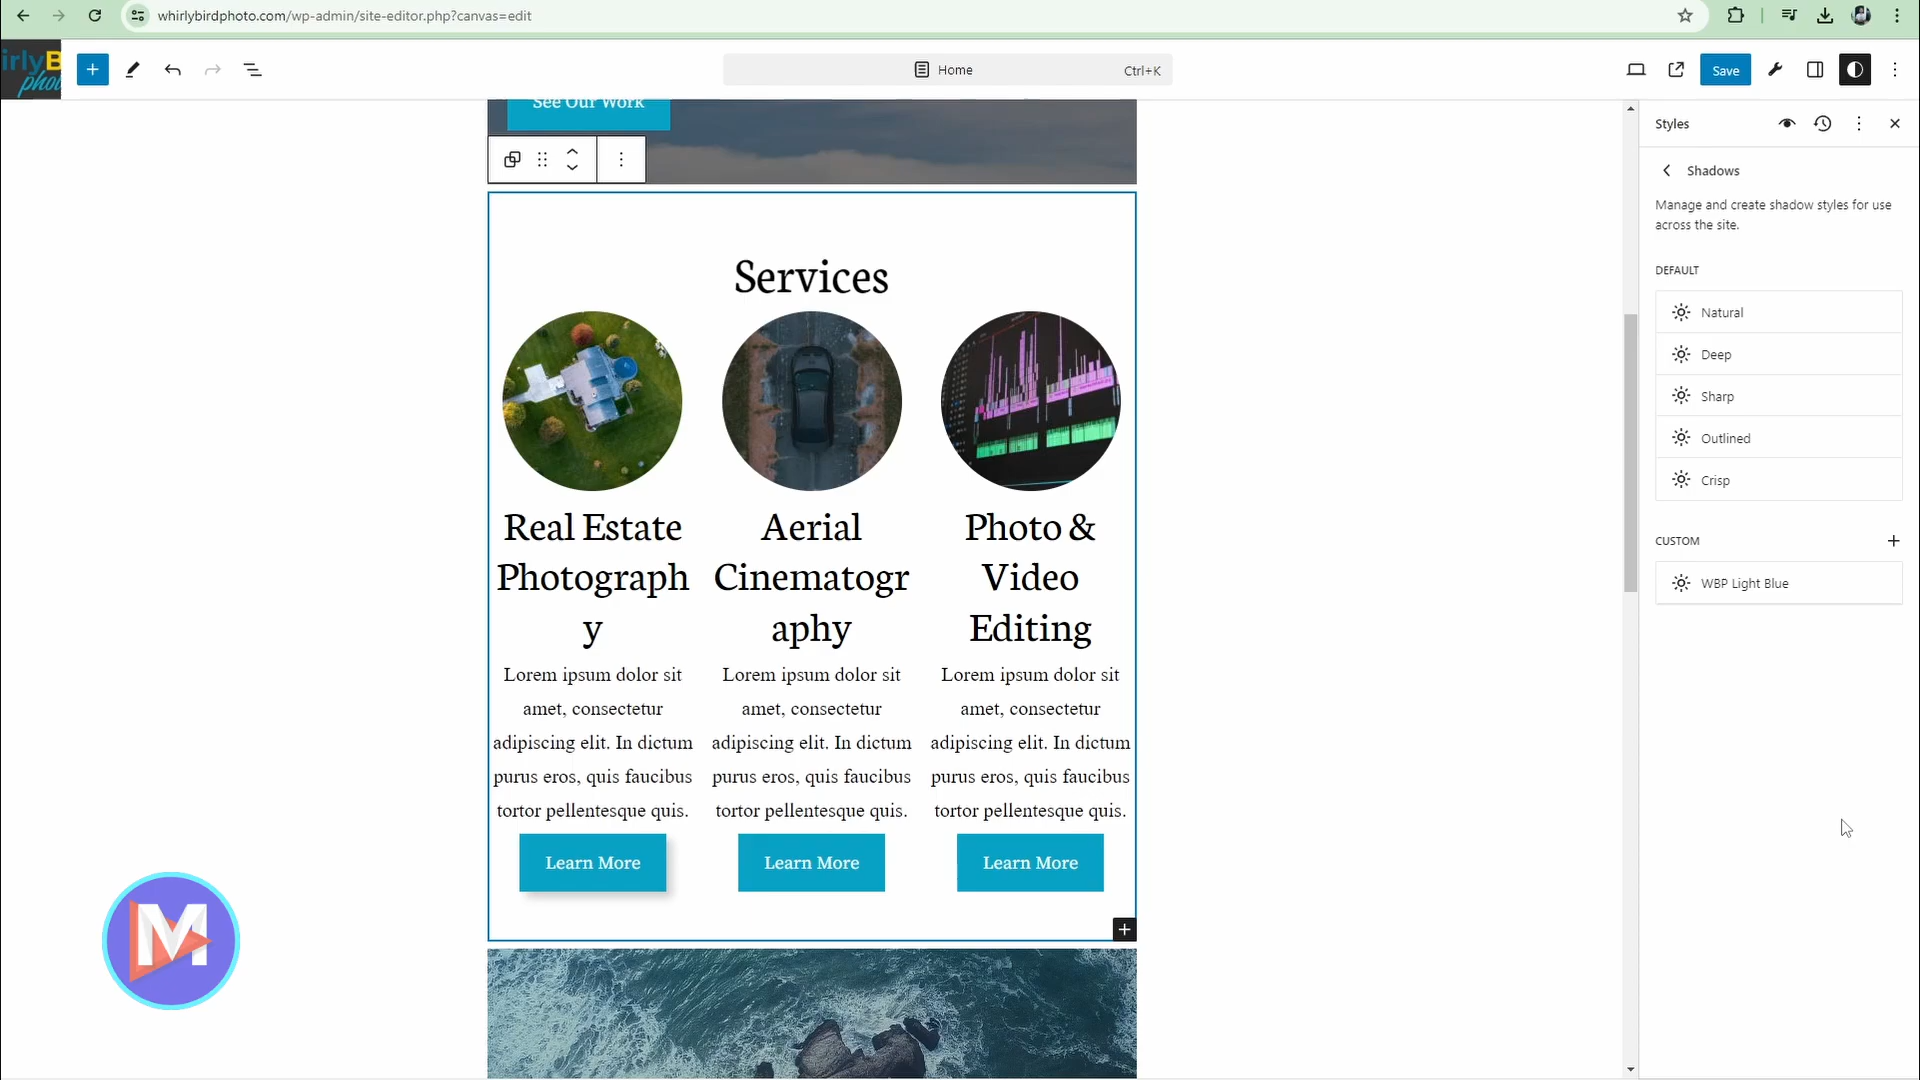 whirlybirdphoto.com/wp-admin/site-editor.php?canvas=edit
irlyB
phot
Home
Ctrl+K
Save
See Our Work
Services
Real Estate
Photograph
y
Lorem ipsum dolor sit
amet, consectetur
adipiscing elit. In dictum
purus eros, quis faucibus
tortor pellentesque quis.
Learn More
Aerial
Cinematogr
aphy
Lorem ipsum dolor sit
amet, consectetur
adipiscing elit. In dictum
purus eros, quis faucibus
tortor pellentesque quis.
Learn More
Photo &
Video
Editing
Lorem ipsum dolor sit
amet, consectetur
adipiscing elit. In dictum
purus eros, quis faucibus
tortor pellentesque quis.
Learn More
M
Styles
Shadows
Manage and create shadow styles for use
across the site.
DEFAULT
Natural
Deep
Sharp
Outlined
Crisp
CUSTOM
WBP Light Blue